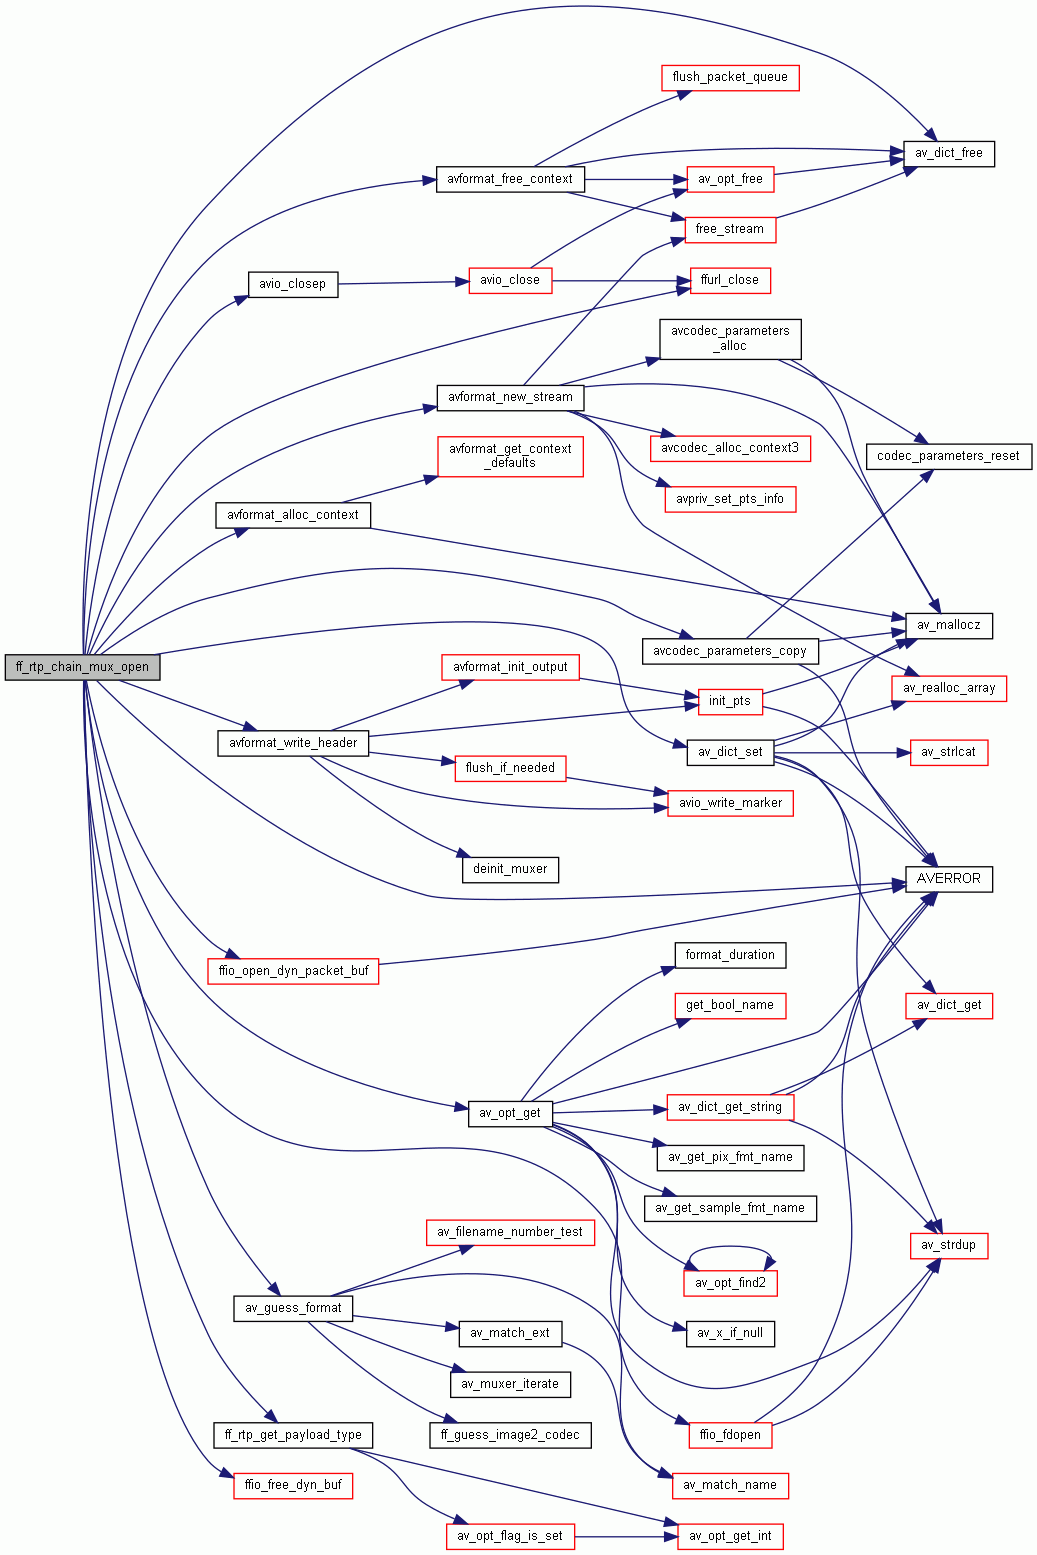 flush_packet_queue
av_dict_free
avformat_free_context
av_opt_free
free_stream
avio_closep
avio_close
ffurl_close
avcodec_parameters
_alloc
avformat_new_stream
avcodec_alloc_context3
codec_parameters_reset
avformat_get_context
_defaults
avpriv_set_pts_info
avformat_alloc_context
av_mallocz
avcodec_parameters_copy
ff_rtp_chain_mux_open
avformat_init_output
init_pts
av_realloc_array
avformat_write_header
av_dict_set
av_strlcat
flush_if_needed
avio_write_marker
deinit_muxer
AVERROR
ffio_open_dyn_packet_buf
format_duration
get_bool_name
av_dict_get
av_opt_get
av_dict_get_string
av_get_pix_fmt_name
av_get_sample_fmt_name
av_filename_number_test
av_strdup
av_opt_find2
av_guess_format
av_match_ext
av_x_if_null
av_muxer_iterate
ff_rtp_get_payload_type
ff_guess_image2_codec
ffio_fdopen
ffio_free_dyn_buf
av_match_name
av_opt_flag_is_set
av_opt_get_int